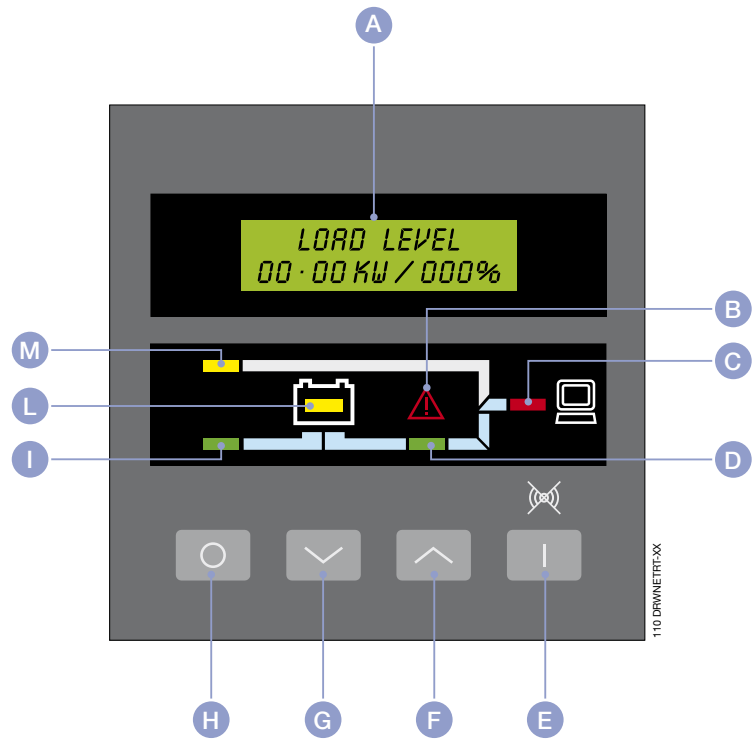 A
LOAD LEVEL
00·00KW/000%
B
M
C
L
I
D
110 DRWNETRT-XX
H
G
F
E